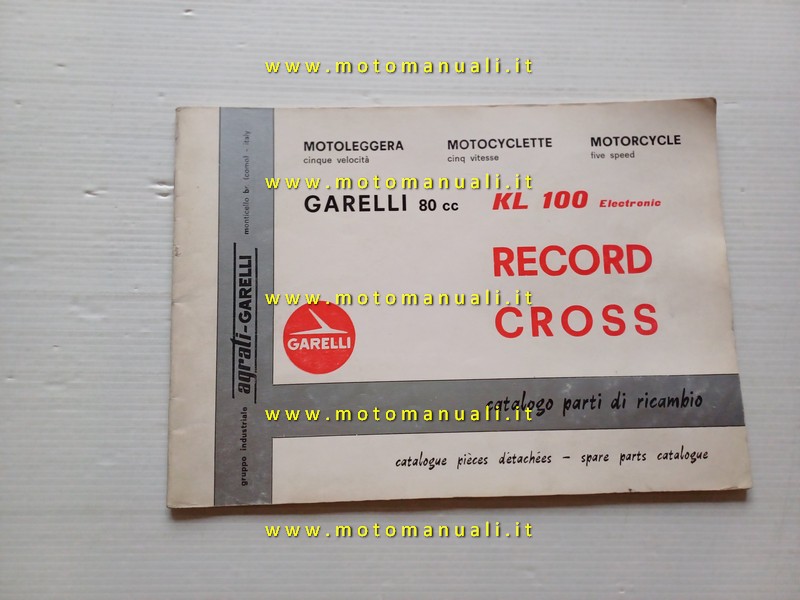 www.motomanuali.it
MOTOLEGGERA
cinque velocità
MOTOCYCLETTE
cinq vitesse
MOTORCYCLE
five speed
www.motomanuali.it
GARELLI 80 cc
KL 100 Electronic
RECORD
www.motomanuali.it
CROSS
GARELLI
catalogo parti di ricambio
www.motomanuali.it
catalogue pièces détachées – spare parts catalogue
gruppo industriale agrati-GARELLI monticello br. (como) - italy
www.motomanuali.it